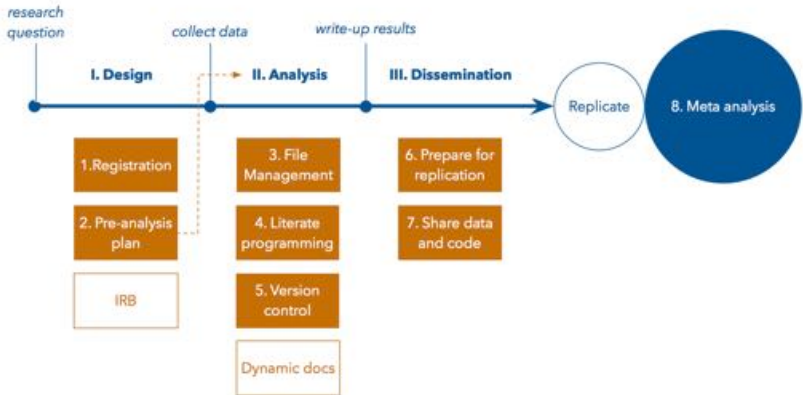 research
question
collect data
write-up results
I. Design
II. Analysis
III. Dissemination
Replicate
8. Meta analysis
1.Registration
2. Pre-analysis
plan
IRB
3. File
Management
4. Literate
programming
5. Version
control
Dynamic docs
6. Prepare for
replication
7. Share data
and code